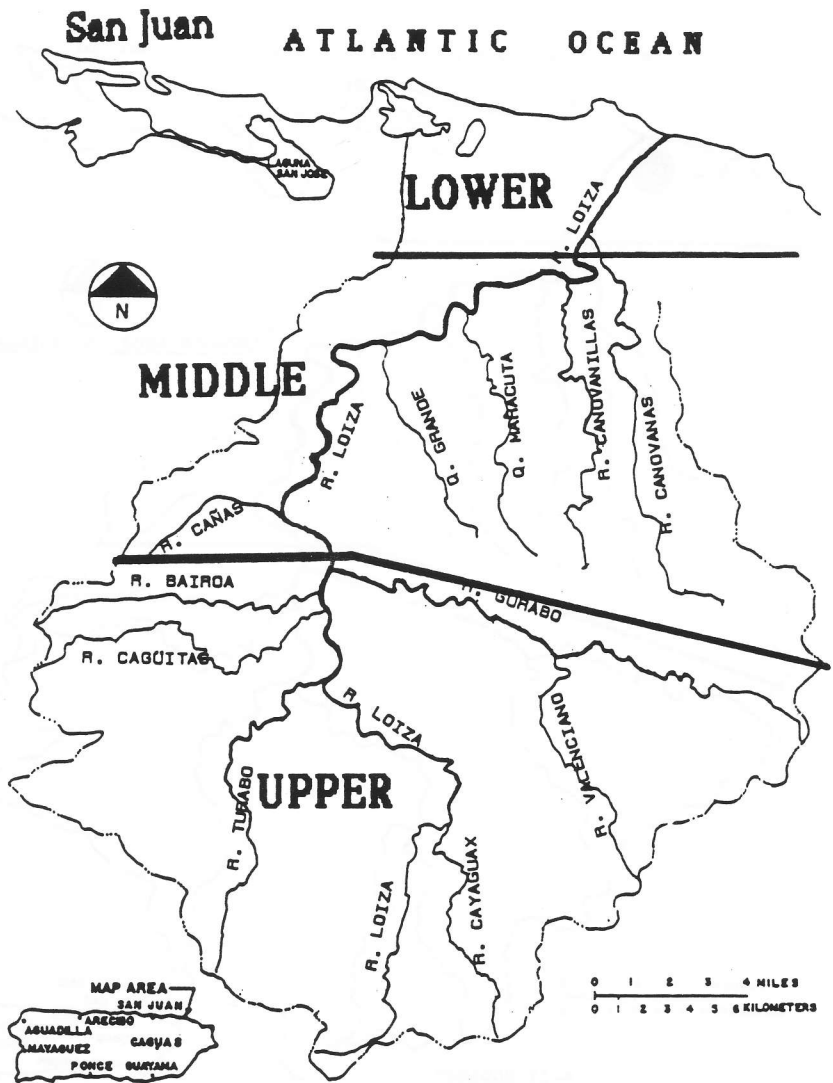 San Juan
ATLANTIC OCEAN
LAGUNA
SAN JOSE
LOWER
LOIZA
N
MIDDLE
R. LOIZA
Q. GRANDE
Q. MARACUTA
R. CANOVANILLAS
R. CANOVANAS
R. CAÑAS
R. BAIROA
R. GURABO
R. CAGÜITAS
R LOIZA
R. VALENCIANO
R. TURABO
UPPER
R. LOIZA
R. CAYAGUAX
MAP AREA
SAN JUAN
ARECIBO
AGUADILLA
MAYAGUEZ
CAGUAS
PONCE GUAYAMA
0 1 2 3 4 MILES
0 1 2 3 4 5 6 KILOMETERS